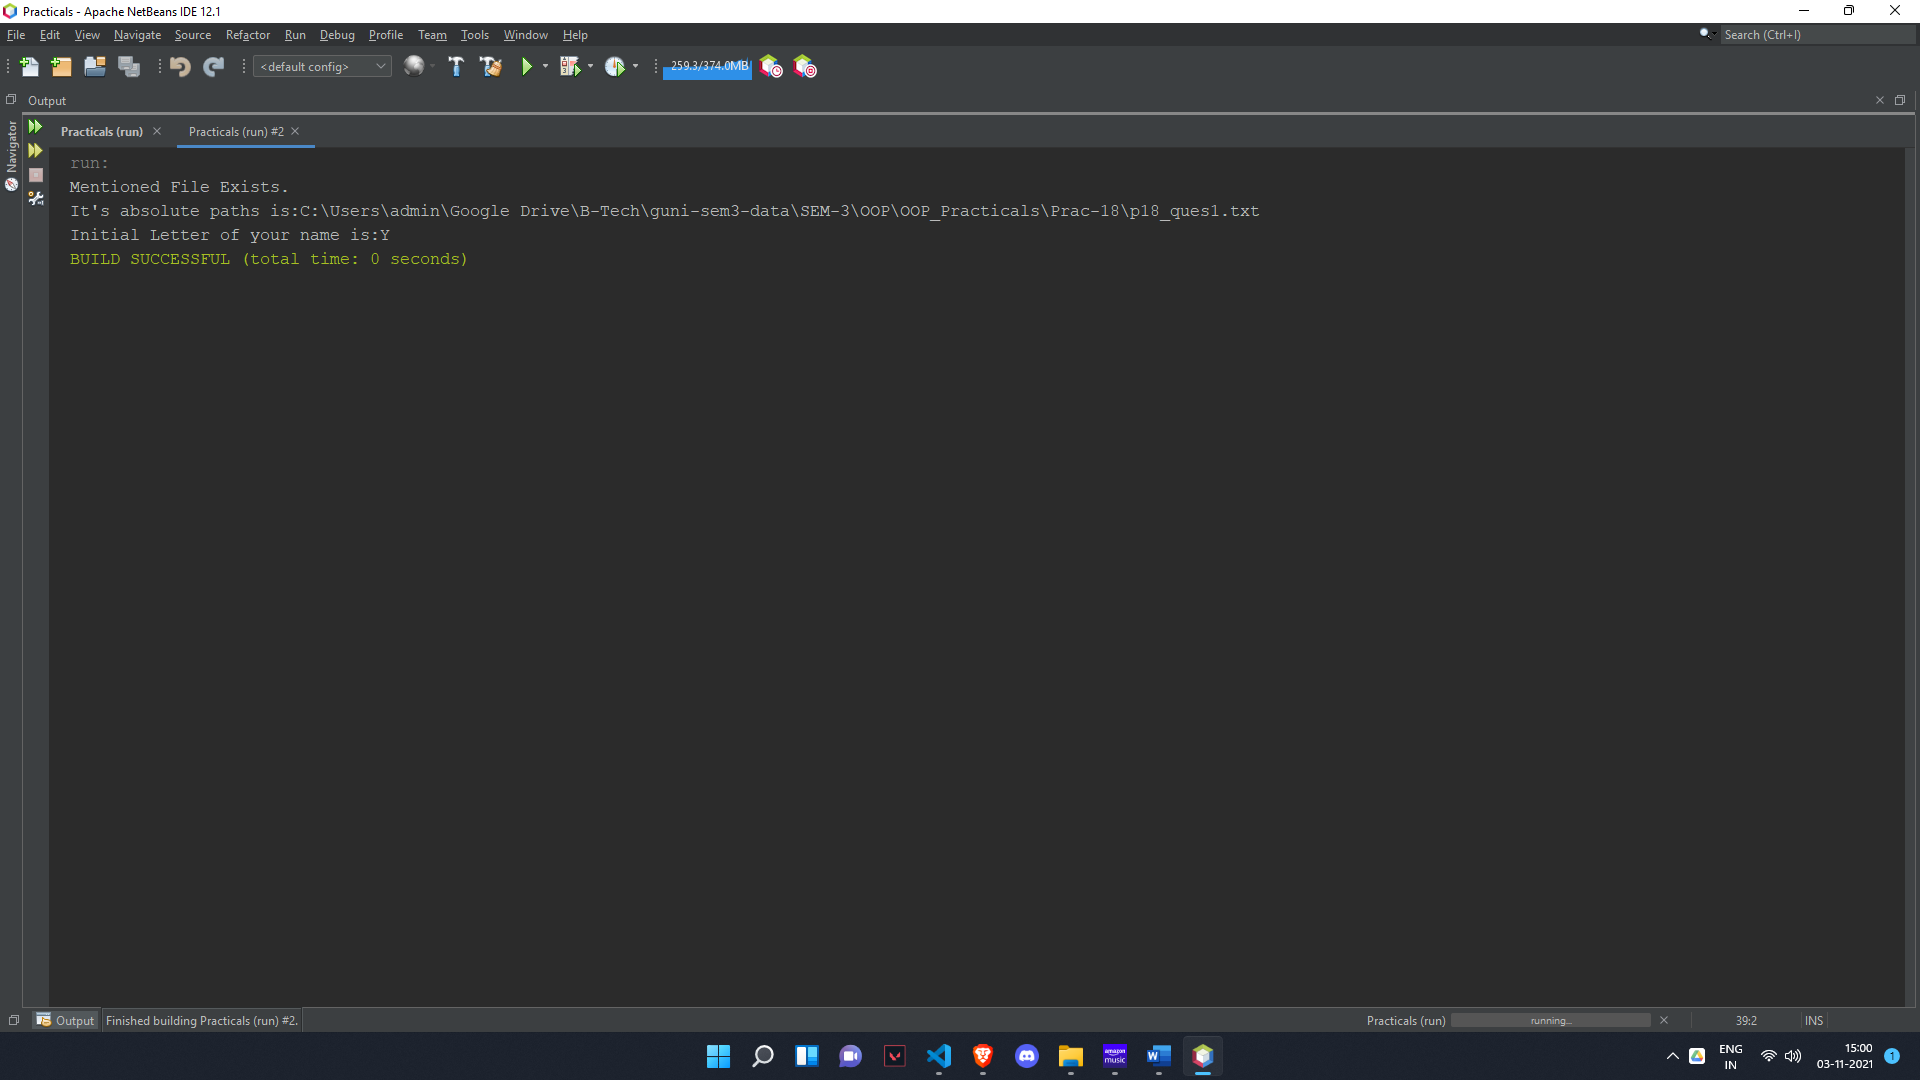 Practicals - Apache NetBeans IDE 12.1
File Edit View Navigate Source Refactor Run Debug Profile Team Tools Window Help
Search (Ctrl+I)
<default config>
259.3/374.0MB
Output
Navigator
Practicals (run)
Practicals (run) #2
run:
Mentioned File Exists.
It's absolute paths is:C:\Users\admin\Google Drive\B-Tech\guni-sem3-data\SEM-3\OOP\OOP_Practicals\Prac-18\p18_ques1.txt
Initial Letter of your name is:Y
BUILD SUCCESSFUL (total time: 0 seconds)
Output
Finished building Practicals (run) #2.
Practicals (run)
running...
39:2
INS
amazon
music
W
ENG
IN
15:00
03-11-2021
1